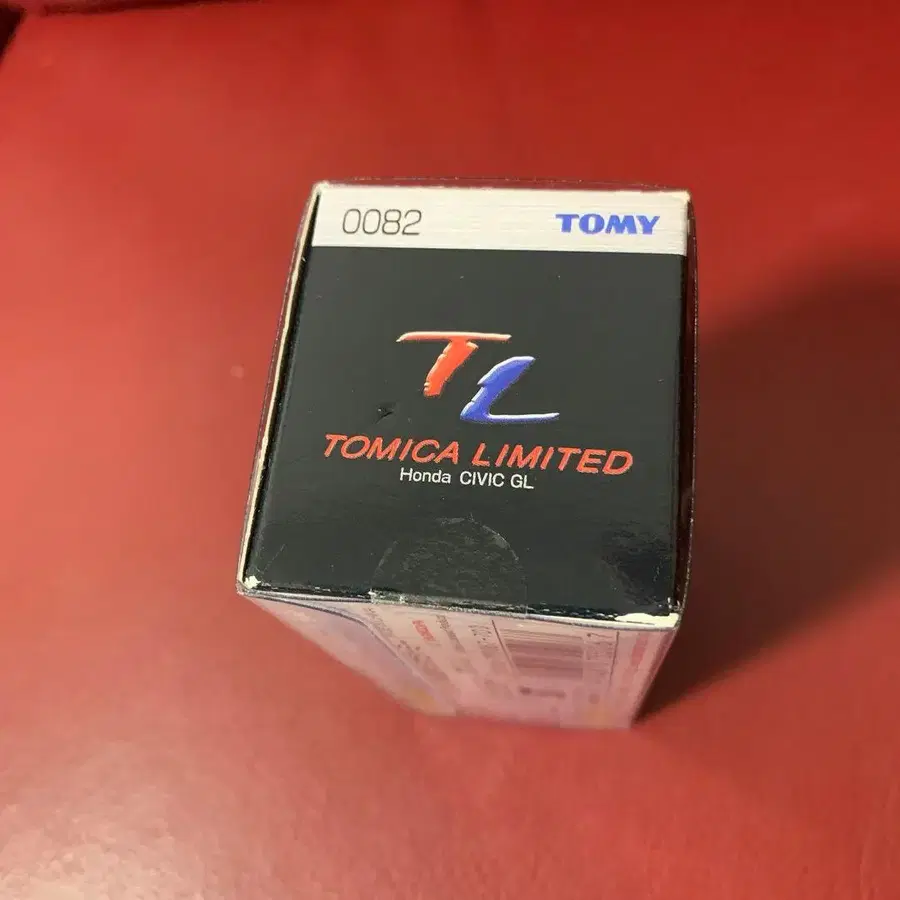 0082 TOMY
TL
TOMICA LIMITED
Honda CIVIC GL